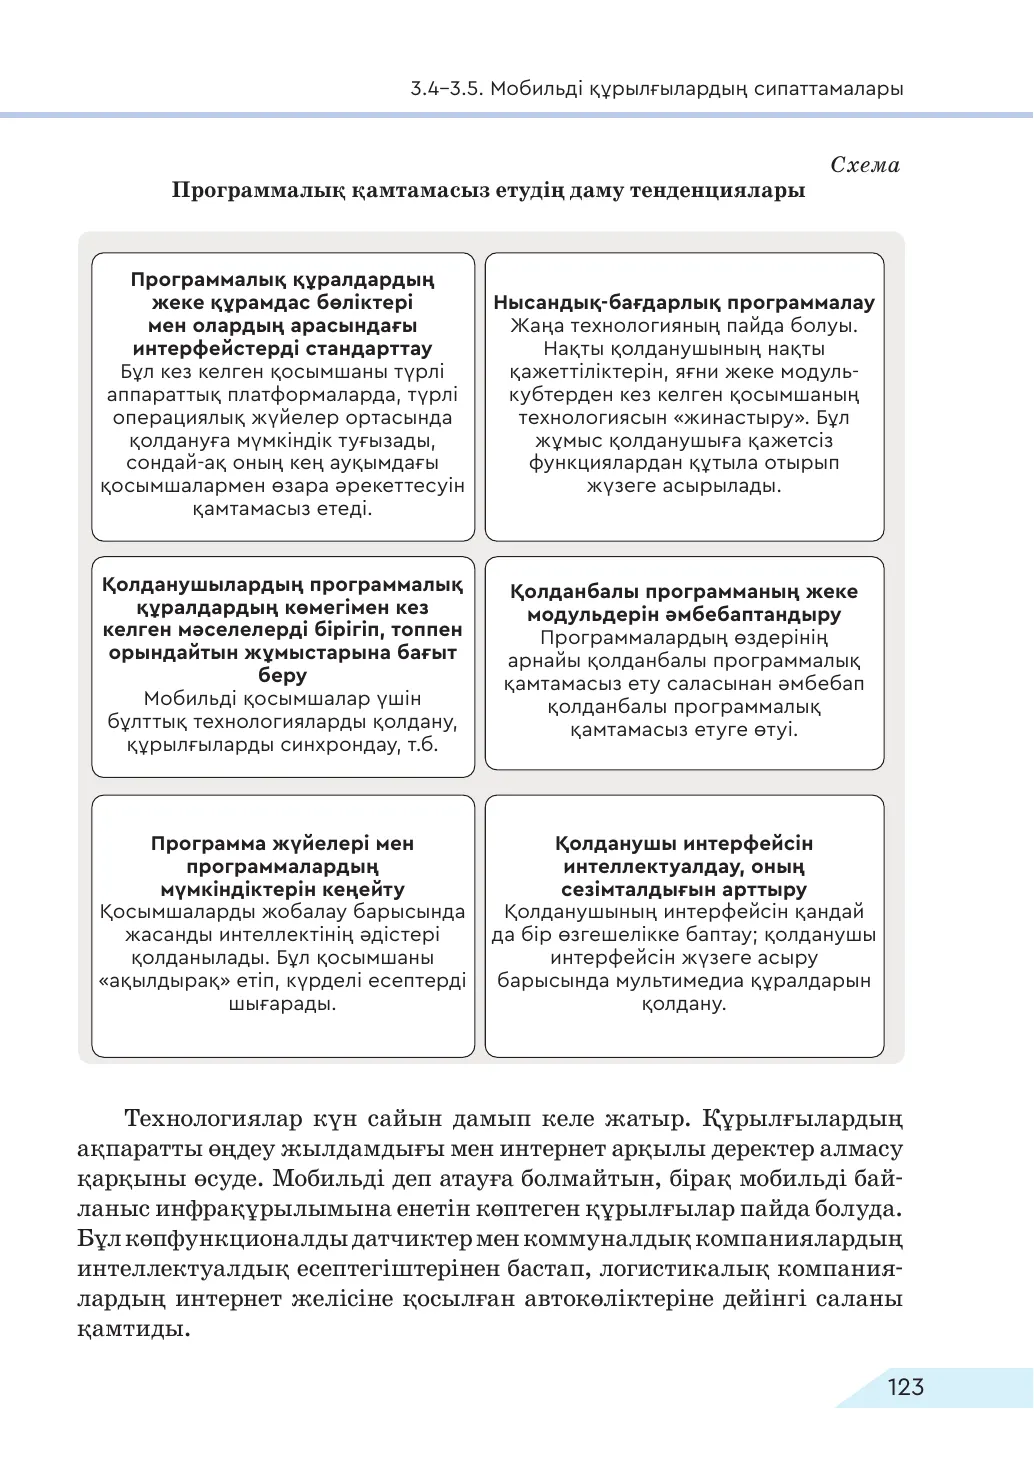 3.4–3.5. Мобильді құрылғылардың сипаттамалары
Схема
Программалық қамтамасыз етудің даму тенденциялары
Программалық құралдардың
жеке құрамдас бөліктері
мен олардың арасындағы
интерфейстерді стандарттау
Бұл кез келген қосымшаны түрлі
аппараттық платформаларда, түрлі
операциялық жүйелер ортасында
қолдануға мүмкіндік туғызады,
сондай-ақ оның кең ауқымдағы
қосымшалармен өзара әрекеттесуін
қамтамасыз етеді.
Нысандық-бағдарлық программалау
Жаңа технологияның пайда болуы.
Нақты қолданушының нақты
қажеттіліктерін, яғни жеке модуль-
кубтерден кез келген қосымшаның
технологиясын «жинастыру». Бұл
жұмыс қолданушыға қажетсіз
функциялардан құтыла отырып
жүзеге асырылады.
Қолданушылардың программалық
құралдардың көмегімен кез
келген мәселелерді бірігіп, топпен
орындайтын жұмыстарына бағыт
беру
Мобильді қосымшалар үшін
бұлттық технологияларды қолдану,
құрылғыларды синхрондау, т.б.
Қолданбалы программаның жеке
модульдерін әмбебаптандыру
Программалардың өздерінің
арнайы қолданбалы программалық
қамтамасыз ету саласынан әмбебап
қолданбалы программалық
қамтамасыз етуге өтуі.
Программа жүйелері мен
программалардың
мүмкіндіктерін кеңейту
Қосымшаларды жобалау барысында
жасанды интеллектінің әдістері
қолданылады. Бұл қосымшаны
«ақылдырақ» етіп, күрделі есептерді
шығарады.
Қолданушы интерфейсін
интеллектуалдау, оның
сезімталдығын арттыру
Қолданушының интерфейсін қандай
да бір өзгешелікке баптау; қолданушы
интерфейсін жүзеге асыру
барысында мультимедиа құралдарын
қолдану.
Технологиялар күн сайын дамып келе жатыр. Құрылғылардың
ақпаратты өңдеу жылдамдығы мен интернет арқылы деректер алмасу
қарқыны өсуде. Мобильді деп атауға болмайтын, бірақ мобильді бай-
ланыс инфрақұрылымына енетін көптеген құрылғылар пайда болуда.
Бұл көпфункционалды датчиктер мен коммуналдық компаниялардың
интеллектуалдық есептегіштерінен бастап, логистикалық компания-
лардың интернет желісіне қосылған автокөліктеріне дейінгі саланы
қамтиды.
123